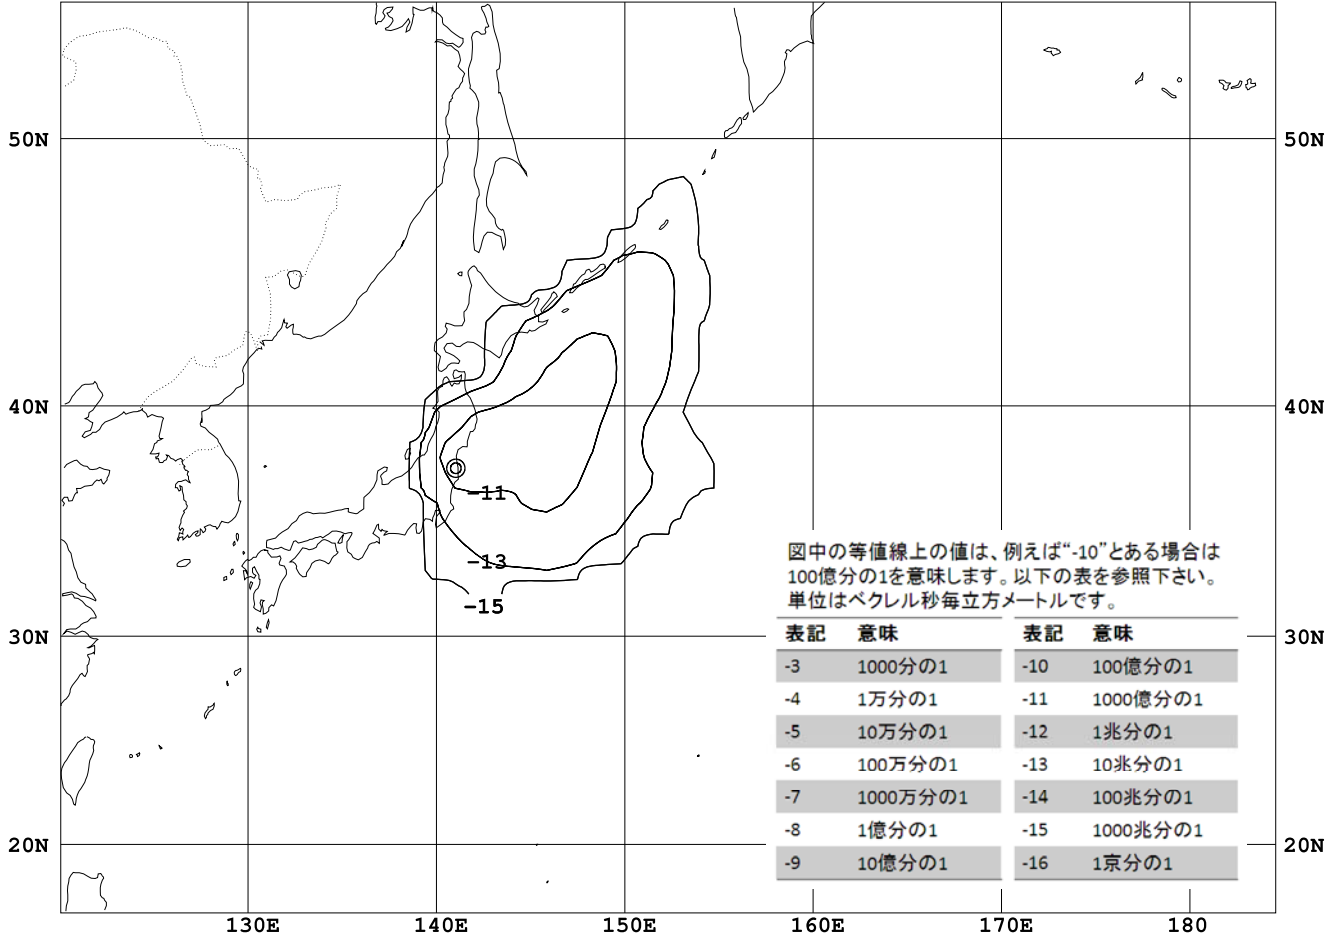 50N
50N
40N
40N
-11
-13
-15
30N
30N
20N
20N
130E
140E
150E
160E
170E
180
図中の等値線上の値は、例えば“-10”とある場合は
100億分の1を意味します。以下の表を参照下さい。
単位はベクレル秒毎立方メートルです。
表記 意味 表記 意味
-3 1000分の1 -10 100億分の1
-4 1万分の1 -11 1000億分の1
-5 10万分の1 -12 1兆分の1
-6 100万分の1 -13 10兆分の1
-7 1000万分の1 -14 100兆分の1
-8 1億分の1 -15 1000兆分の1
-9 10億分の1 -16 1京分の1